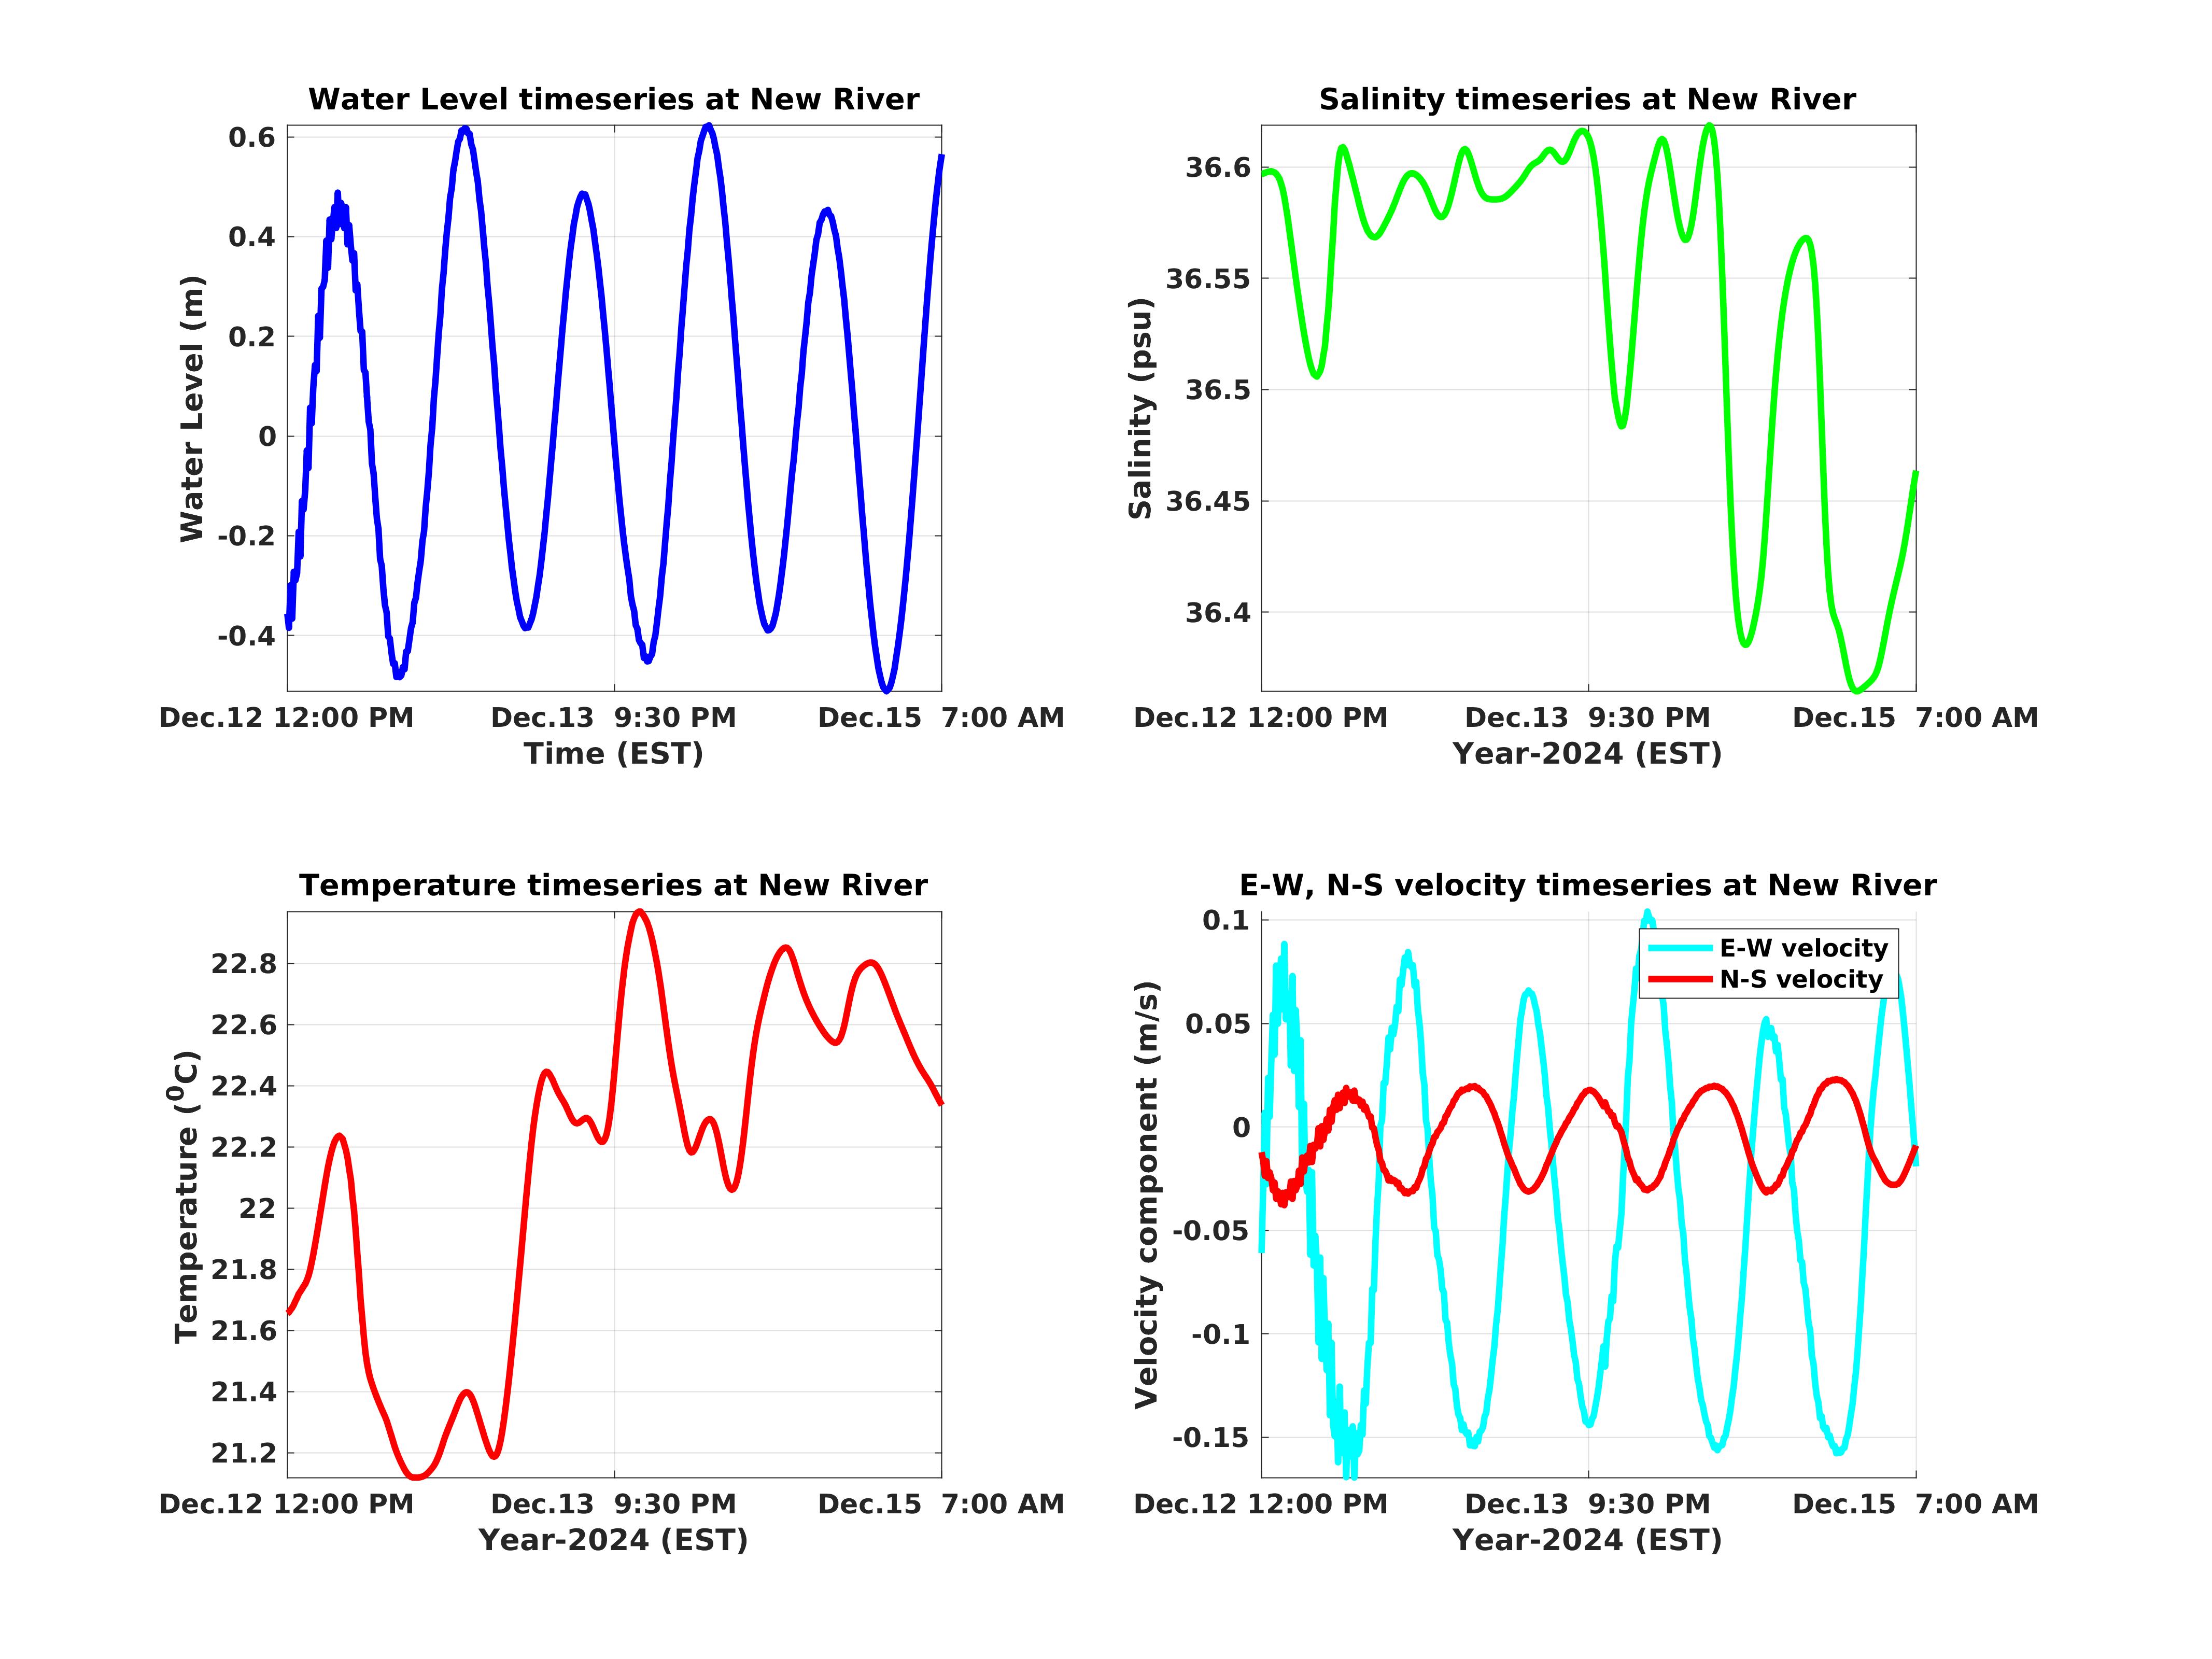 Water Level timeseries at New River
0.6
0.4
0.2
0
-0.2
-0.4
Water Level (m)
Dec.12 12:00 PM
Dec.13 9:30 PM
Dec.15 7:00 AM
Time (EST)
Salinity timeseries at New River
36.6
36.55
36.5
36.45
36.4
Salinity (psu)
Dec.12 12:00 PM
Dec.13 9:30 PM
Dec.15 7:00 AM
Year-2024 (EST)
Temperature timeseries at New River
22.8
22.6
22.4
22.2
22
21.8
21.6
21.4
21.2
Temperature (⁰C)
Dec.12 12:00 PM
Dec.13 9:30 PM
Dec.15 7:00 AM
Year-2024 (EST)
E-W, N-S velocity timeseries at New River
0.1
0.05
0
-0.05
-0.1
-0.15
Velocity component (m/s)
E-W velocity
N-S velocity
Dec.12 12:00 PM
Dec.13 9:30 PM
Dec.15 7:00 AM
Year-2024 (EST)